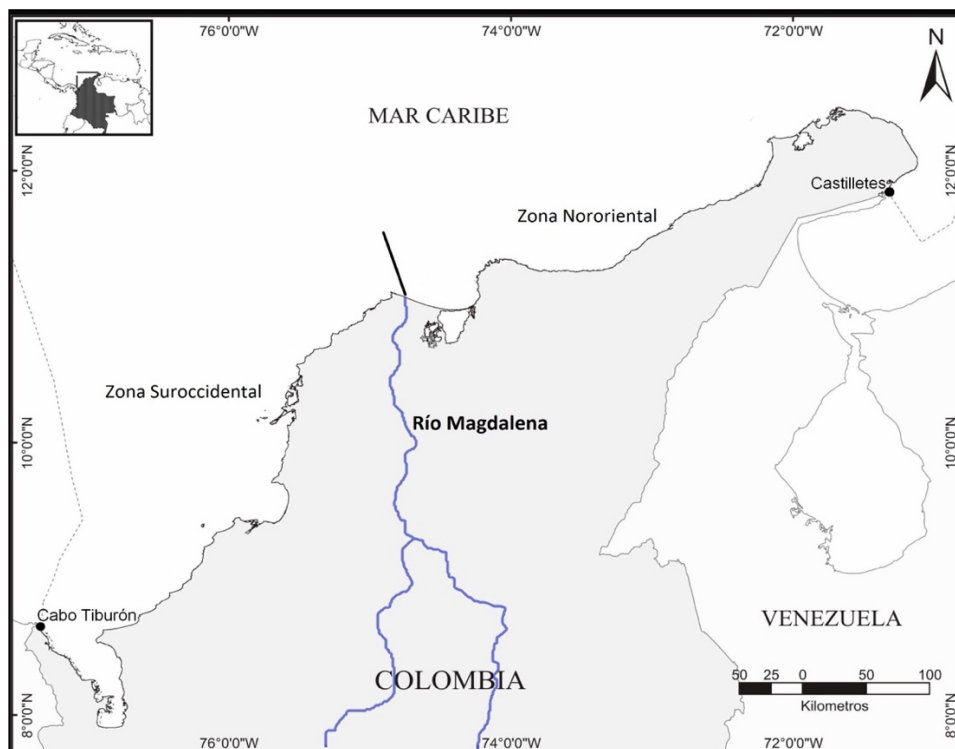 76°0'0"W
74°0'0"W
72°0'0"W
N
MAR CARIBE
12°0'0"N
12°0'0"N
Castilletes
Zona Nororiental
Zona Suroccidental
Río Magdalena
10°0'0"N
10°0'0"N
Cabo Tiburón
VENEZUELA
COLOMBIA
50 25 0 50 100
Kilometros
8°0'0"N
8°0'0"N
76°0'0"W
74°0'0"W
72°0'0"W